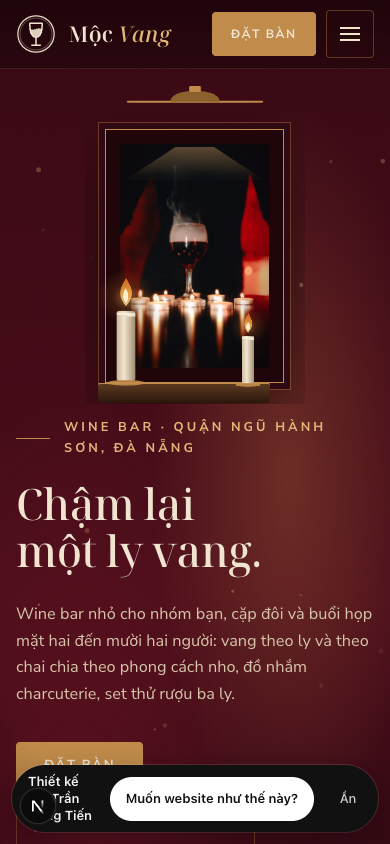 Mộc Vang
ĐẶT BÀN
WINE BAR · QUẬN NGŨ HÀNH
SƠN, ĐÀ NẴNG
Chậm lại
một ly vang.
Wine bar nhỏ cho nhóm bạn, cặp đôi và buổi họp
mặt hai đến mười hai người: vang theo ly và theo
chai chia theo phong cách nho, đồ nhắm
charcuterie, set thử rượu ba ly.
ĐẶT BÀN
Thiết kế
Trần
Tiến
Muốn website như thế này?
Ẩn
N